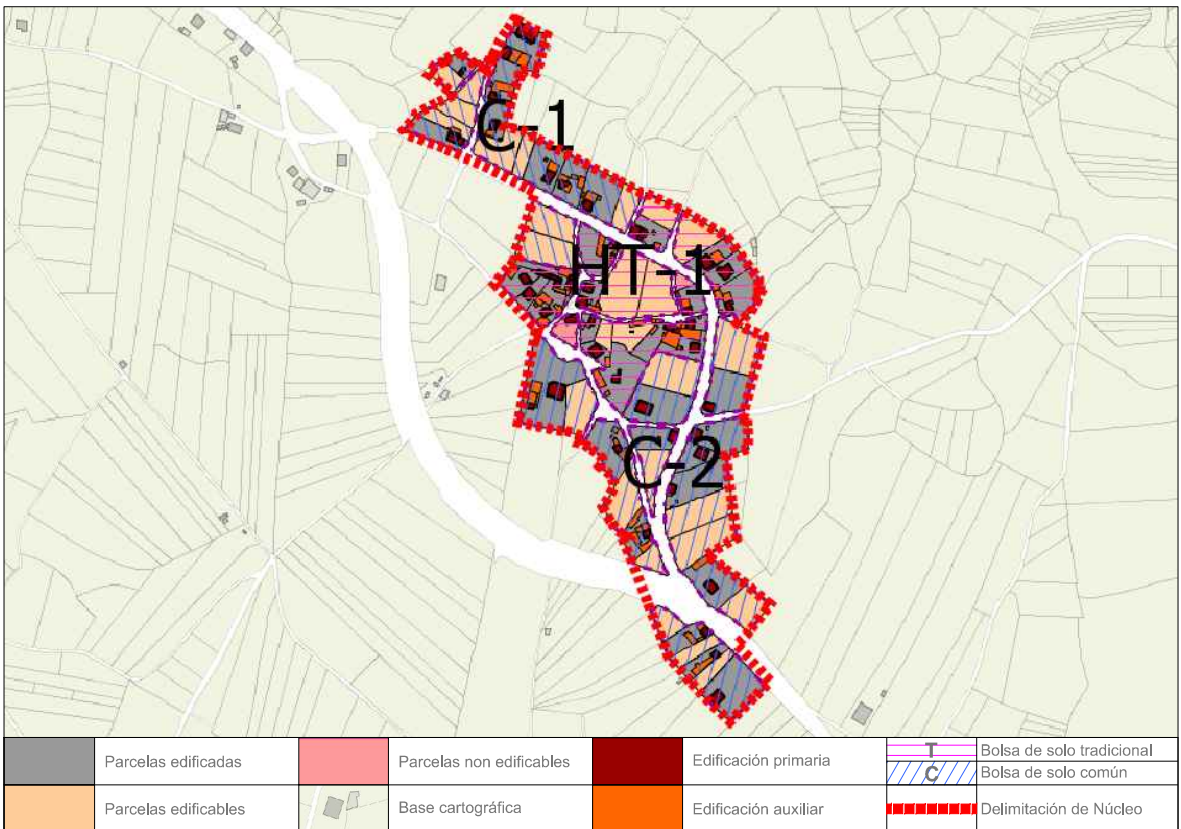 C-1
HT-1
C-2
Parcelas edificadas
Parcelas non edificables
Edificación primaria
T
Bolsa de solo tradicional
C
Bolsa de solo común
Parcelas edificables
Base cartográfica
Edificación auxiliar
Delimitación de Núcleo